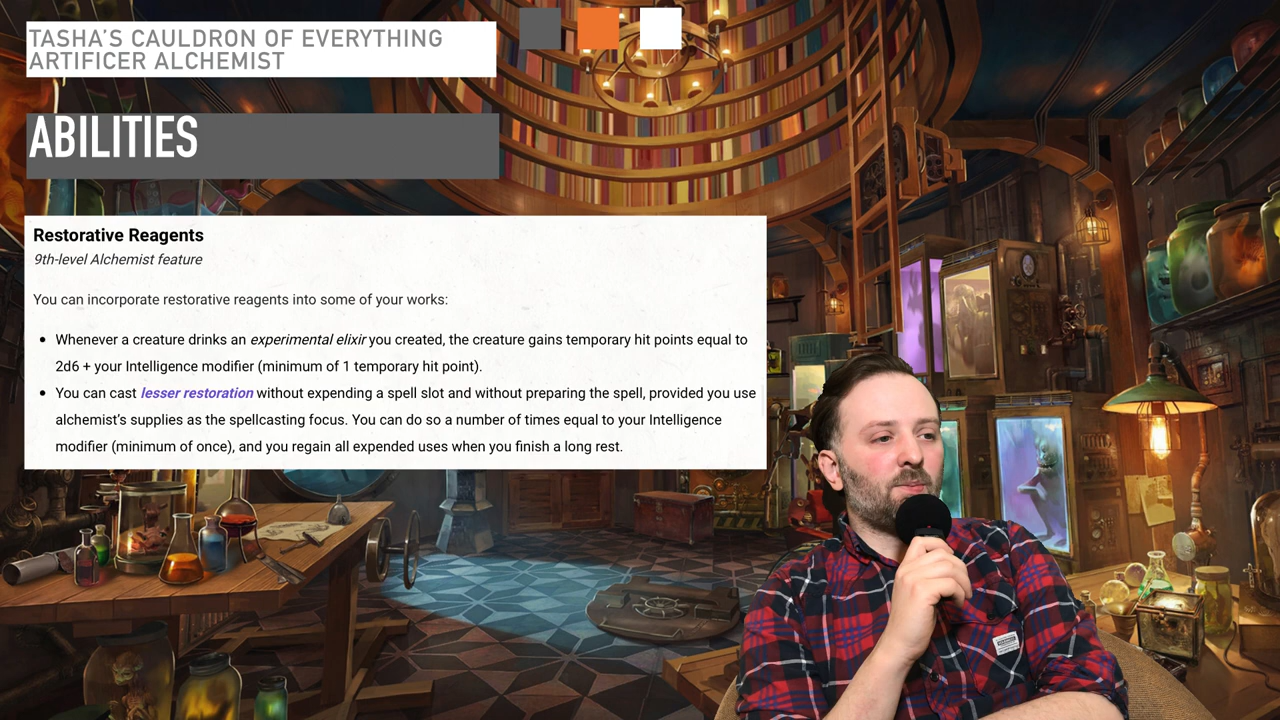 TASHA'S CAULDRON OF EVERYTHING
ARTIFICER ALCHEMIST
ABILITIES
Restorative Reagents
9th-level Alchemist feature
You can incorporate restorative reagents into some of your works:
• Whenever a creature drinks an experimental elixir you created, the creature gains temporary hit points equal to
2d6 + your Intelligence modifier (minimum of 1 temporary hit point).
• You can cast lesser restoration without expending a spell slot and without preparing the spell, provided you use
alchemist's supplies as the spellcasting focus. You can do so a number of times equal to your Intelligence
modifier (minimum of once), and you regain all expended uses when you finish a long rest.